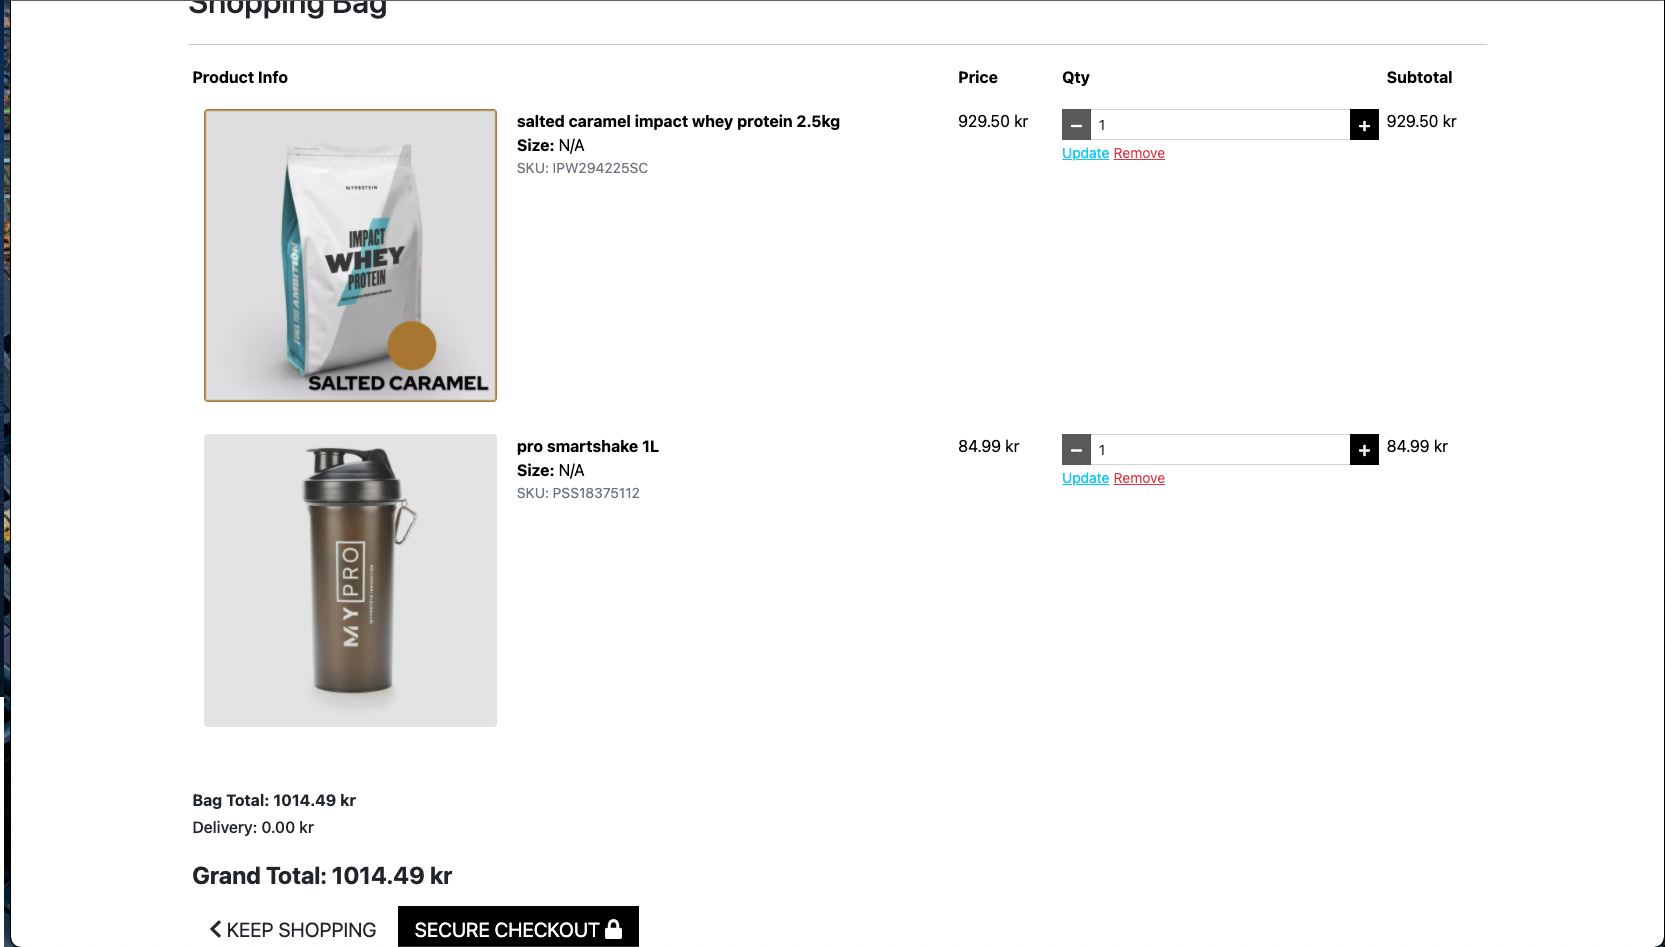 Shopping Bag
Product Info Price Qty Subtotal
salted caramel impact whey protein 2.5kg 929.50 kr − 1 + 929.50 kr
Size: N/A
Update Remove
SKU: IPW294225SC
MYPROTEIN
IMPACT
WHEY
PROTEIN
FUEL YOUR AMBITION
SALTED CARAMEL
pro smartshake 1L 84.99 kr − 1 + 84.99 kr
Size: N/A
Update Remove
SKU: PSS18375112
MYPRO
Bag Total: 1014.49 kr
Delivery: 0.00 kr
Grand Total: 1014.49 kr
KEEP SHOPPING SECURE CHECKOUT